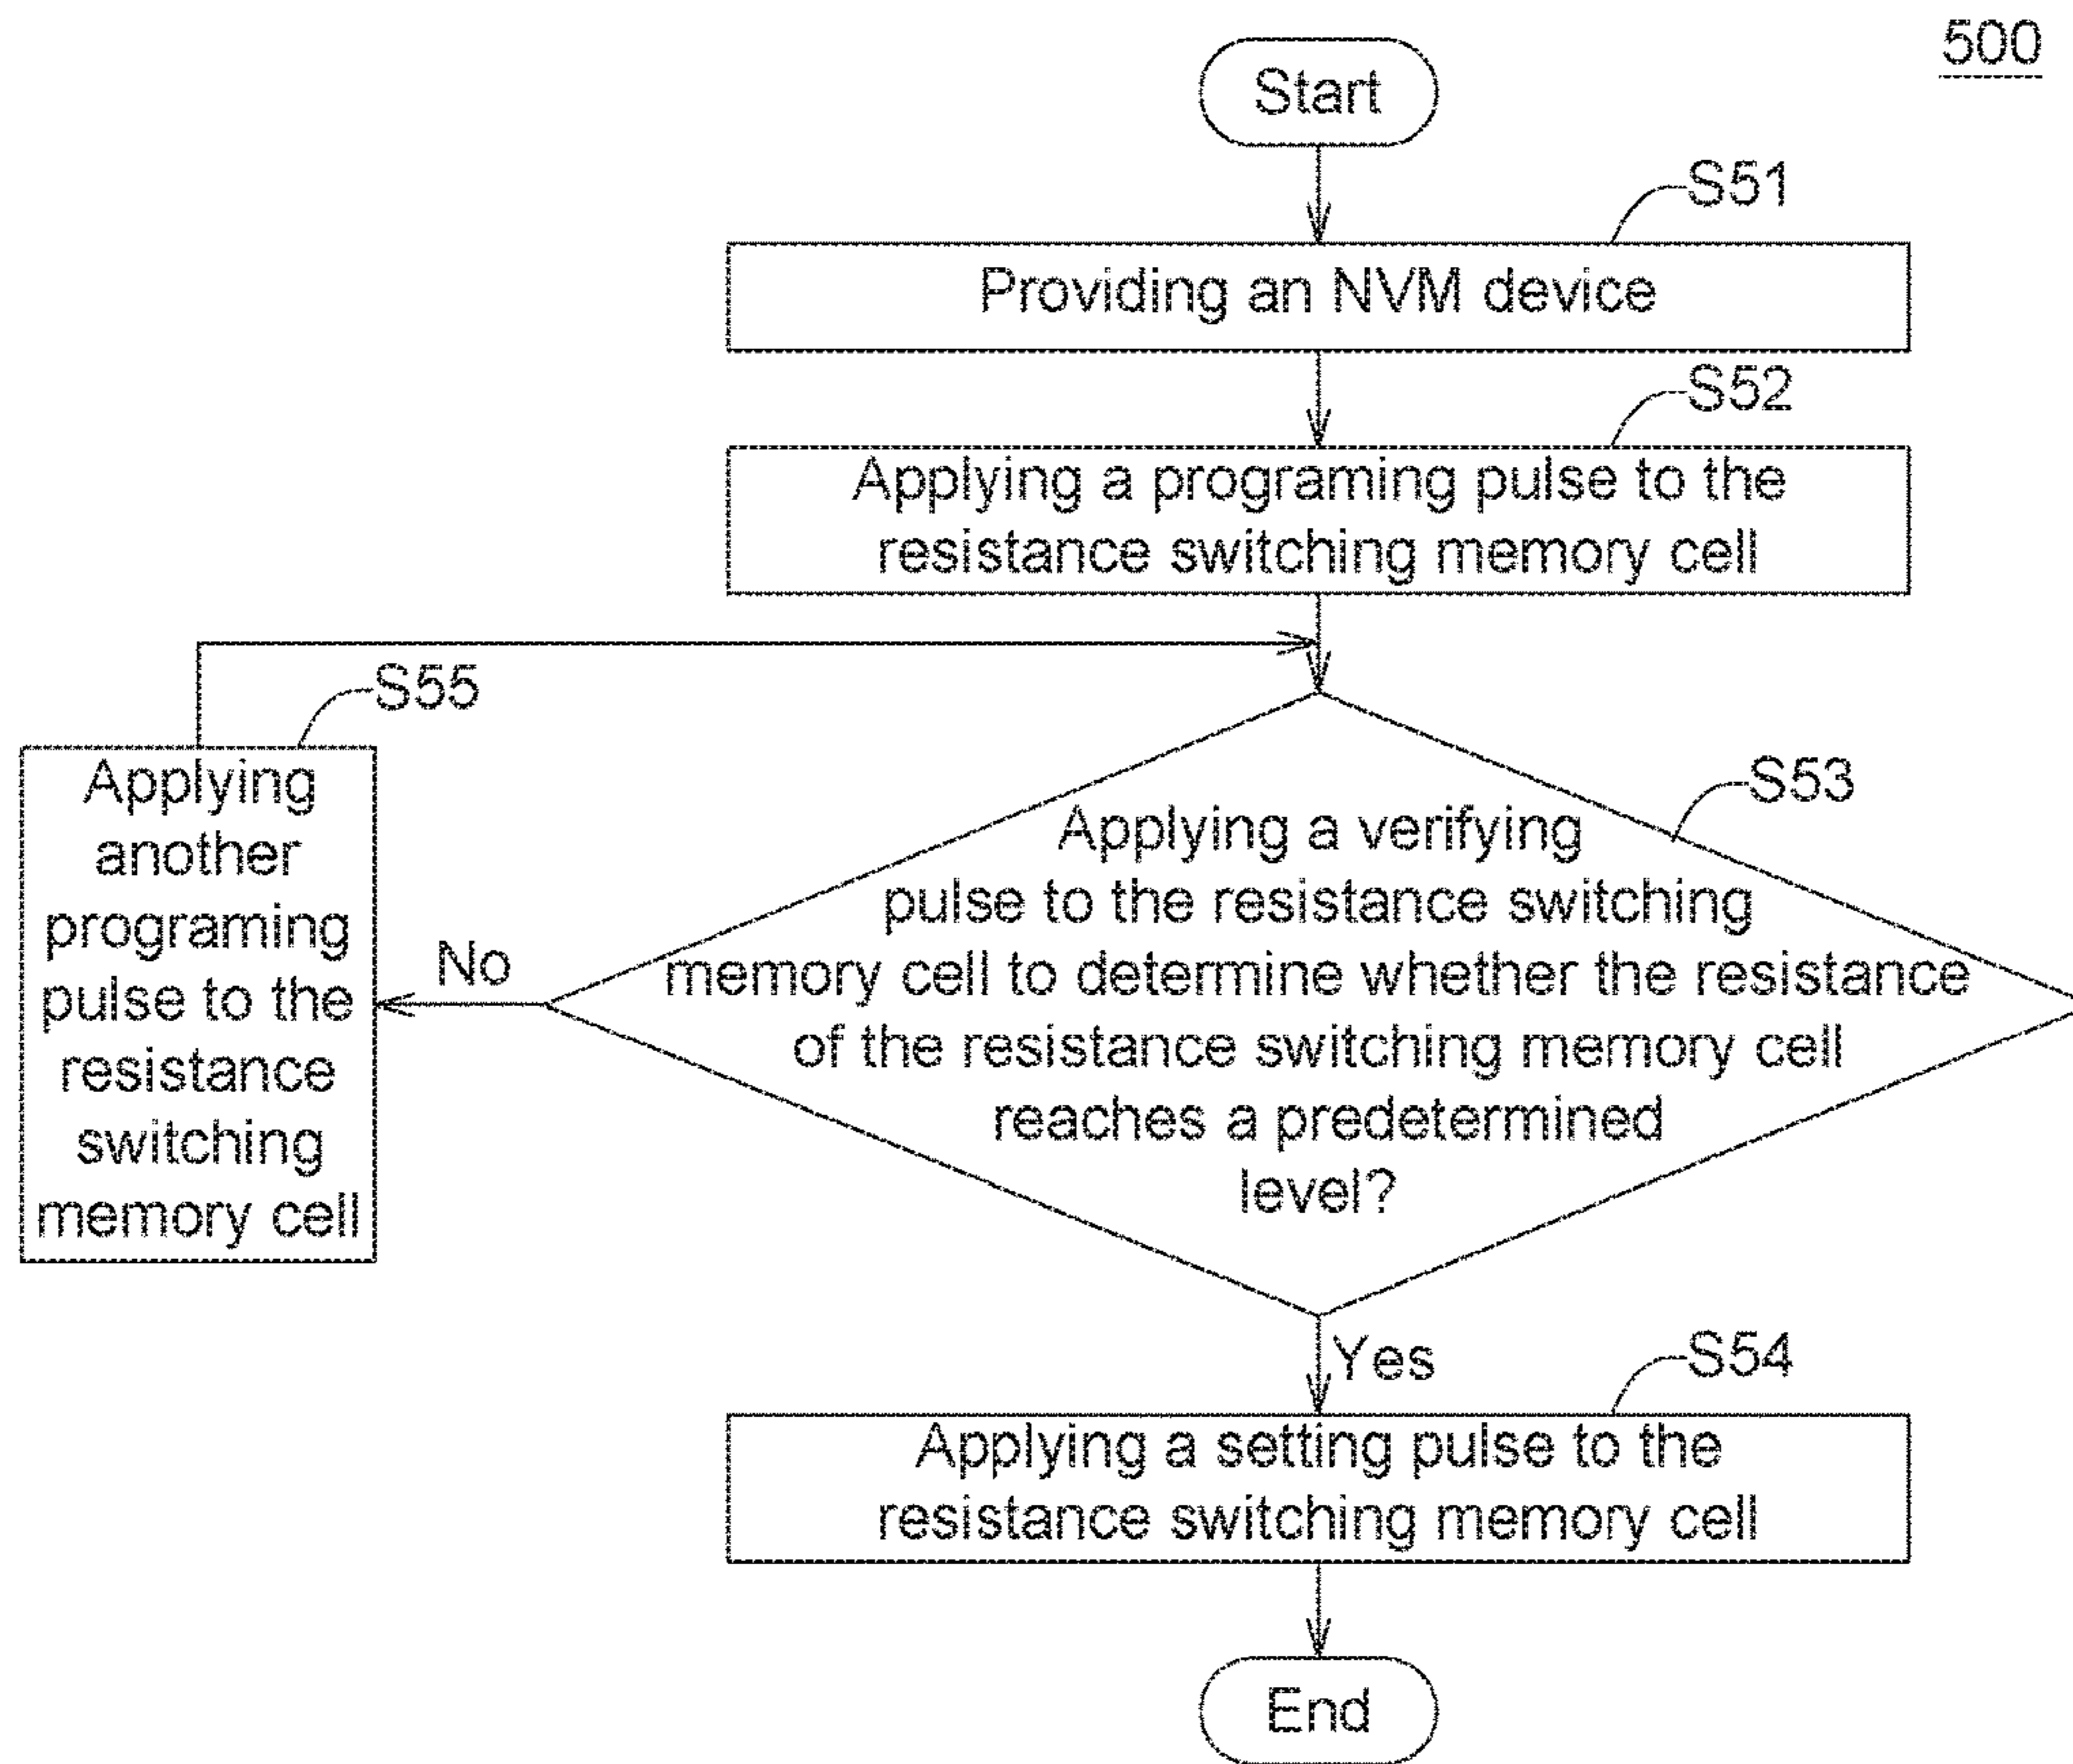 500
Start
S51
Providing an NVM device
S52
Applying a programing pulse to the
resistance switching memory cell
S55
Applying
another
programing
pulse to the
resistance
switching
memory cell
No
S53
Applying a verifying
pulse to the resistance switching
memory cell to determine whether the resistance
of the resistance switching memory cell
reaches a predetermined
level?
Yes
S54
Applying a setting pulse to the
resistance switching memory cell
End